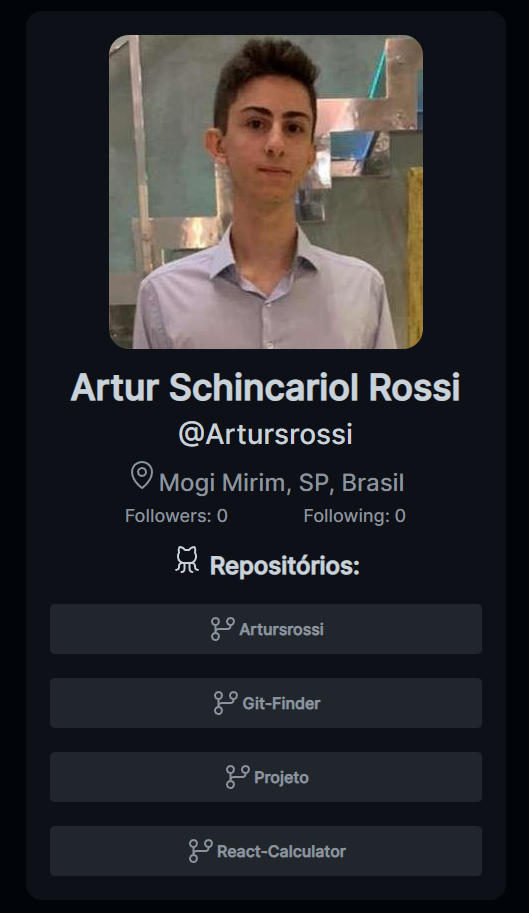 Artur Schincariol Rossi
@Artursrossi
Mogi Mirim, SP, Brasil
Followers: 0 Following: 0
Repositórios:
Artursrossi
Git-Finder
Projeto
React-Calculator